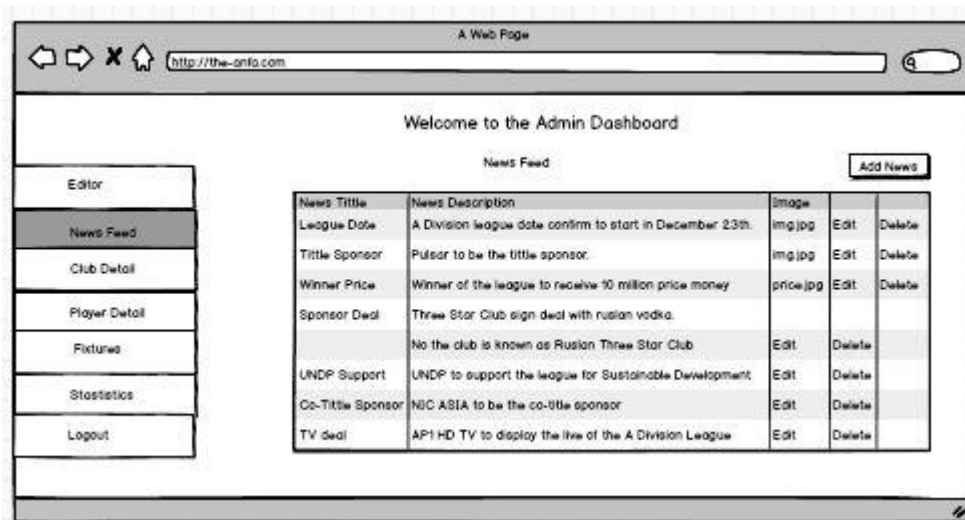 A Web Page
http://the-anfa.com
Welcome to the Admin Dashboard
News Feed
Add News
Editor
News Feed
Club Detail
Player Detail
Fixtures
Stastistics
Logout
News Tittle News Description Image
League Date A Division league date confirm to start in December 23th. img.jpg Edit Delete
Tittle Sponsor Pulsar to be the tittle sponsor. img.jpg Edit Delete
Winner Price Winner of the league to receive 10 million price money price.jpg Edit Delete
Sponsor Deal Three Star Club sign deal with rusian vodka.
No the club is known as Rusian Three Star Club Edit Delete
UNDP Support UNDP to support the league for Sustainable Development Edit Delete
Co-Tittle Sponsor NIC ASIA to be the co-title sponsor Edit Delete
TV deal AP1 HD TV to display the live of the A Division League Edit Delete